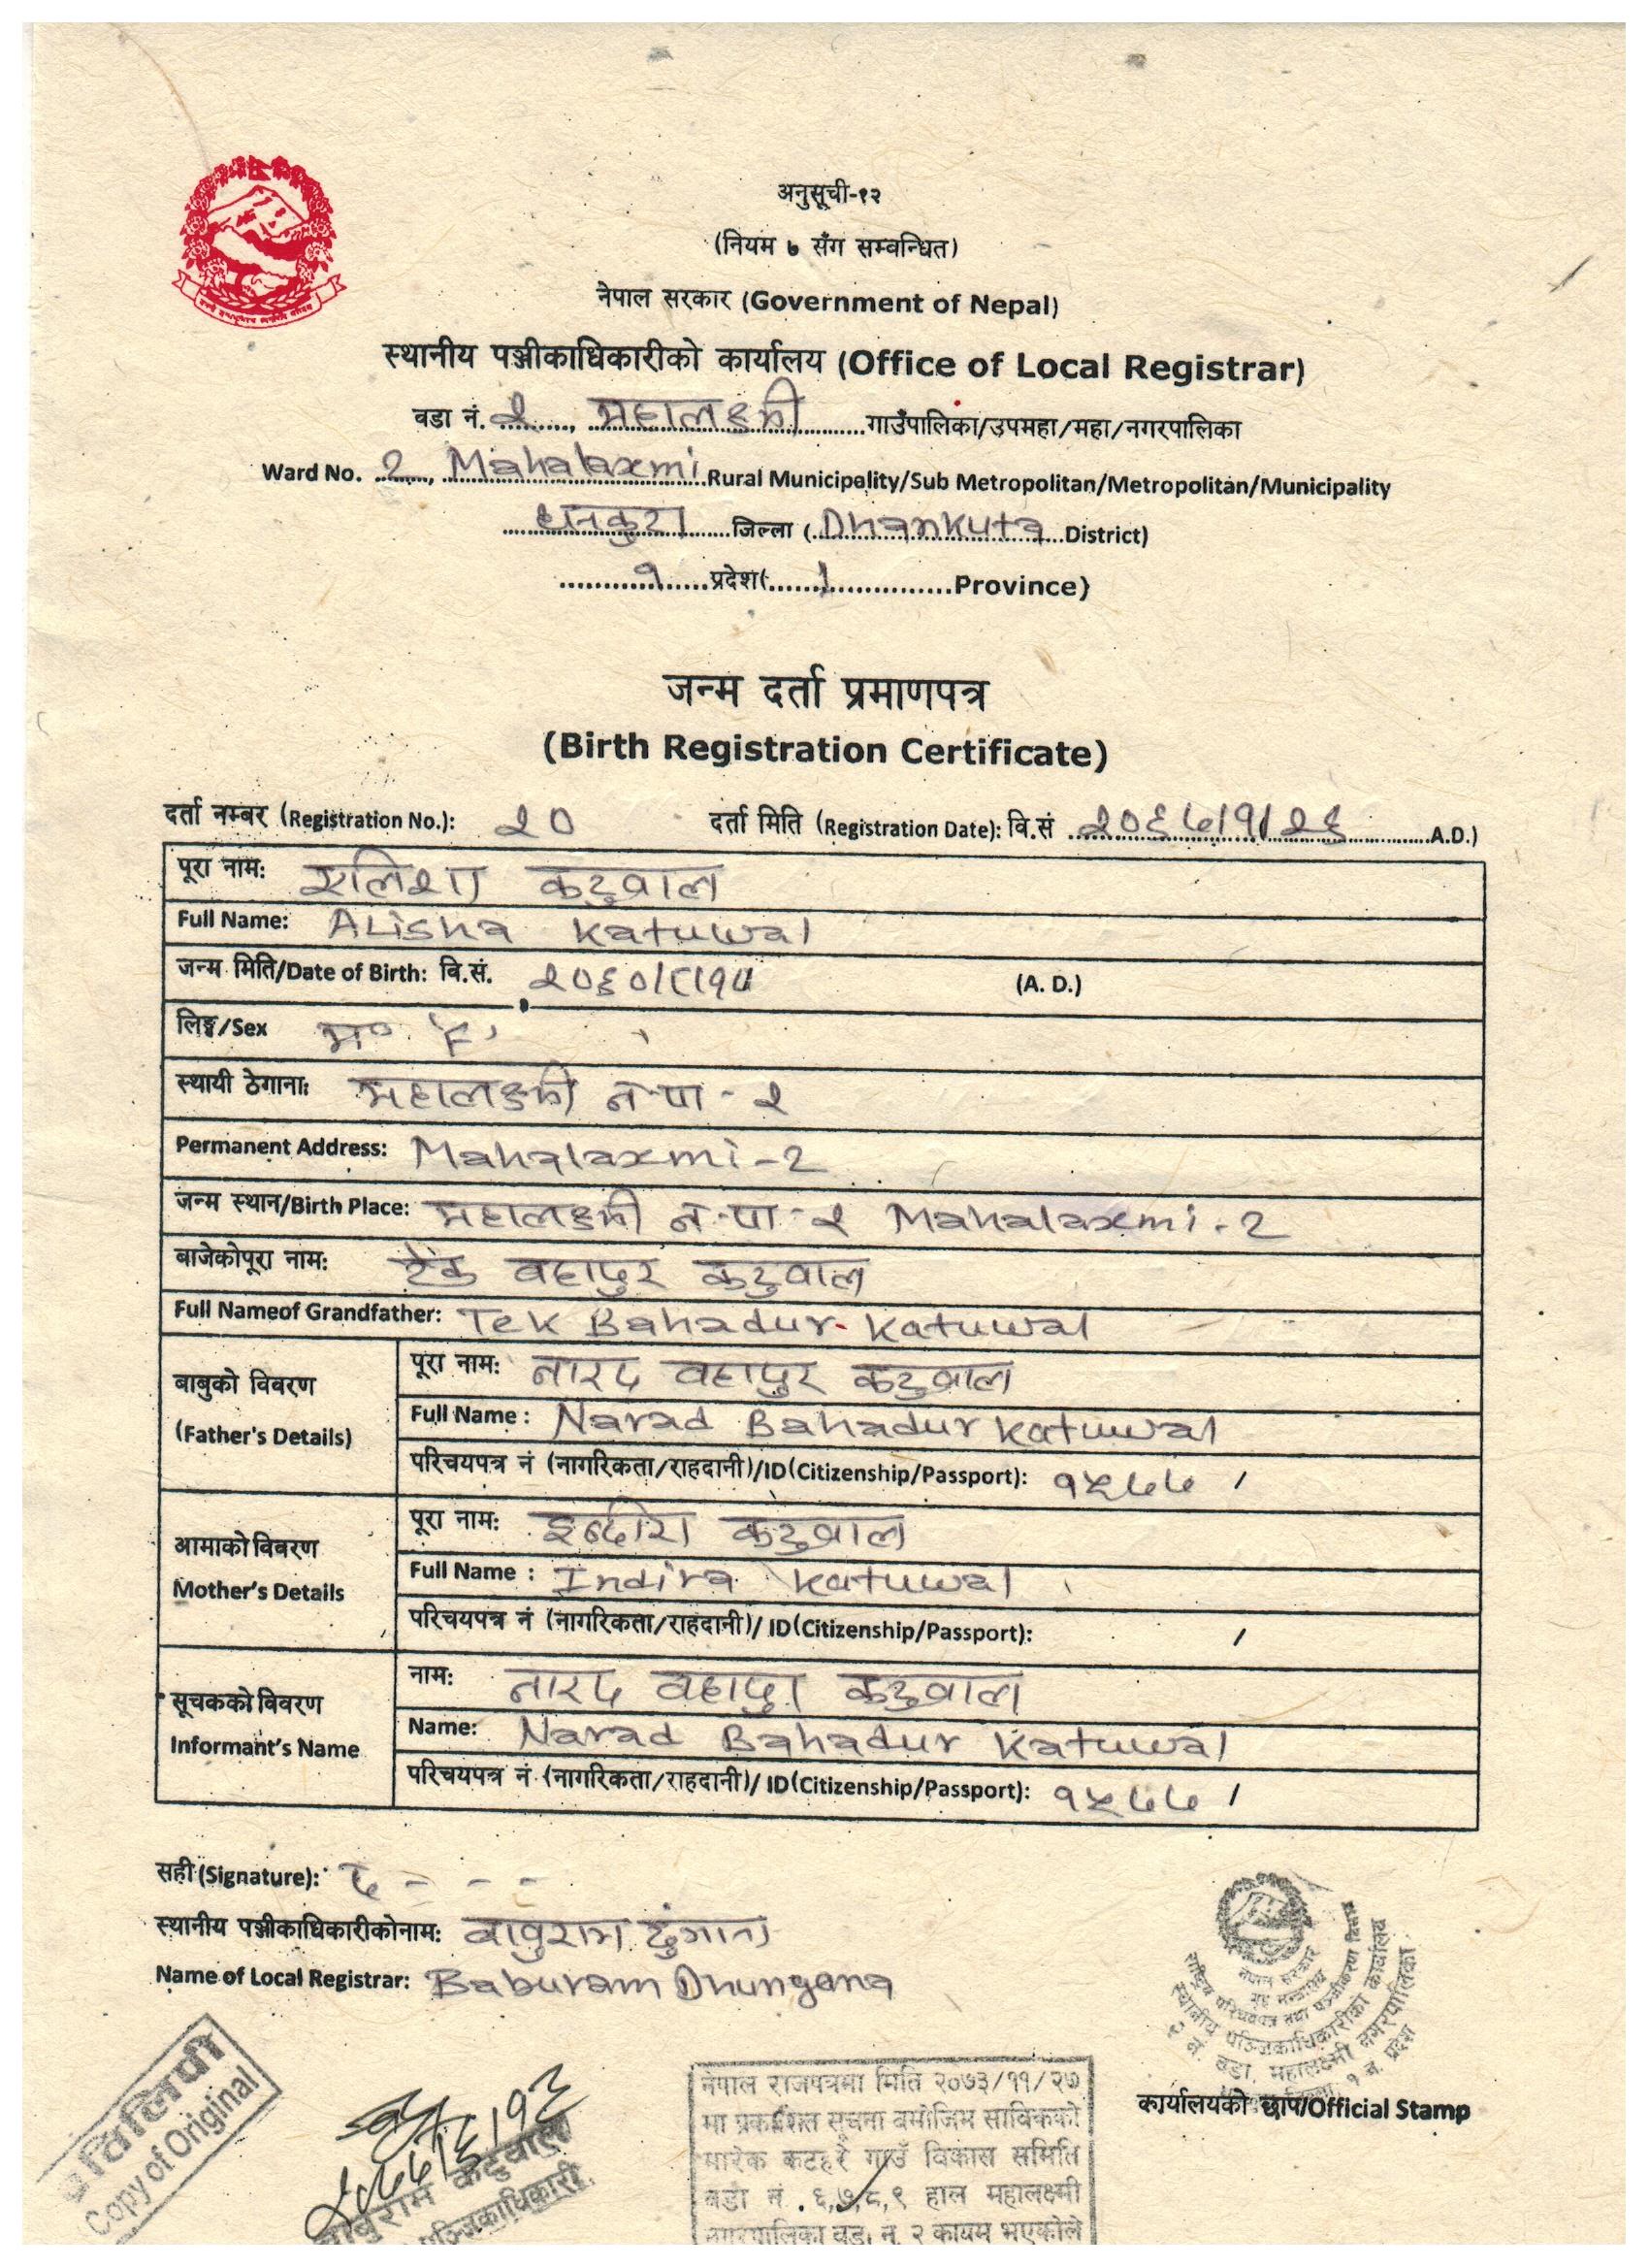 अनुसूची-१२
(नियम ७ सँग सम्बन्धित)
नेपाल सरकार (Government of Nepal)
स्थानीय पञ्जीकाधिकारीको कार्यालय (Office of Local Registrar)
वडा नं. २, महालक्ष्मी गाउँपालिका/उपमहा/महा/नगरपालिका
Ward No. 2, Mahalaxmi Rural Municipality/Sub Metropolitan/Metropolitan/Municipality
धनकुटा जिल्ला (Dhankuta District)
१ प्रदेश( 1 Province)
जन्म दर्ता प्रमाणपत्र
(Birth Registration Certificate)
दर्ता नम्बर (Registration No.): २० दर्ता मिति (Registration Date): वि.सं २०६७/१/२६ A.D.)
पूरा नाम: एलिशा कटुवाल
Full Name: Alisha Katuwal
जन्म मिति/Date of Birth: वि.सं. २०६०/८/१५ (A. D.)
लिङ्ग/Sex म० 'F'
स्थायी ठेगाना: महालक्ष्मी न.पा - २
Permanent Address: Mahalaxmi - 2
जन्म स्थान/Birth Place: महालक्ष्मी न.पा - २ Mahalaxmi - 2
बाजेकोपूरा नाम: टेक बहादुर कटुवाल
Full Nameof Grandfather: Tek Bahadur Katuwal
बाबुको विवरण
(Father's Details)
पूरा नाम: नारद बहादुर कटुवाल
Full Name : Narad Bahadur Katuwal
परिचयपत्र नं (नागरिकता/राहदानी)/ID(Citizenship/Passport): १५७७ /
आमाको विवरण
Mother's Details
पूरा नाम: इन्दीरा कटुवाल
Full Name : Indira Katuwal
परिचयपत्र नं (नागरिकता/राहदानी)/ ID(Citizenship/Passport): /
सूचकको विवरण
Informant's Name
नाम: नारद बहादुर कटुवाल
Name: Narad Bahadur Katuwal
परिचयपत्र नं (नागरिकता/राहदानी)/ ID(Citizenship/Passport): १५७७ /
सही(Signature): द - - -
स्थानीय पञ्जीकाधिकारीकोनाम: बाबुराम ढुंगाना
Name of Local Registrar: Baburam Dhungana
नेपाल सरकार
गृह मन्त्रालय
राष्ट्रिय परिचयपत्र तथा पञ्जीकरण विभाग
स्थानीय पञ्जिकाधिकारीको कार्यालय
२ नं. वडा, महालक्ष्मी नगरपालिका
१ नं. प्रदेश
कार्यालयको छाप/Official Stamp
प्रतिलिपी
Copy of Original
बाबुराम कटुवाल
पञ्जिकाधिकारी
नेपाल राजपत्रमा मिति २०७३/११/२७
मा प्रकाशित सूचना बमोजिम साविकको
मारेक कटहरे गाउँ विकास समिति
वडा नं .६,७,८,९ हाल महालक्ष्मी
नगरपालिका वडा नं. २ कायम भएकोले